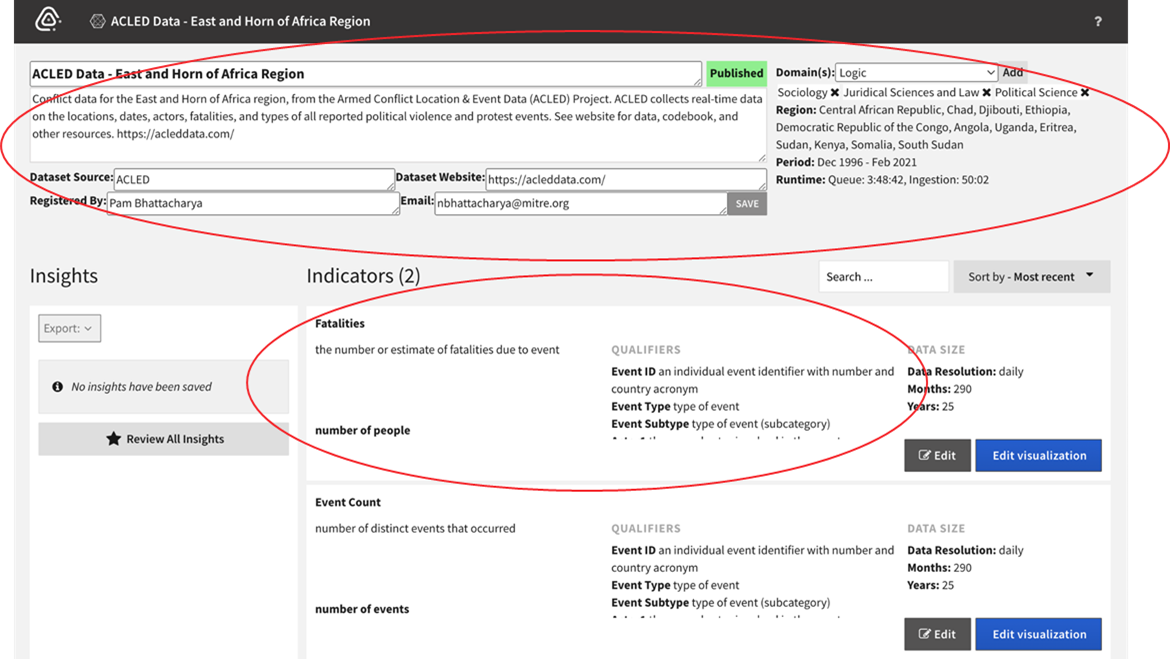 ACLED Data - East and Horn of Africa Region
?
ACLED Data - East and Horn of Africa Region
Published
Conflict data for the East and Horn of Africa region, from the Armed Conflict Location & Event Data (ACLED) Project. ACLED collects real-time data
on the locations, dates, actors, fatalities, and types of all reported political violence and protest events. See website for data, codebook, and
other resources. https://acleddata.com/
Dataset Source: ACLED
Dataset Website: https://acleddata.com/
Registered By: Pam Bhattacharya
Email: nbhattacharya@mitre.org
SAVE
Domain(s): Logic
Add
Sociology ✖ Juridical Sciences and Law ✖ Political Science ✖
Region: Central African Republic, Chad, Djibouti, Ethiopia,
Democratic Republic of the Congo, Angola, Uganda, Eritrea,
Sudan, Kenya, Somalia, South Sudan
Period: Dec 1996 - Feb 2021
Runtime: Queue: 3:48:42, Ingestion: 50:02
Insights
Export:
No insights have been saved
Review All Insights
Indicators (2)
Search ...
Sort by - Most recent
Fatalities
the number or estimate of fatalities due to event
number of people
QUALIFIERS
Event ID an individual event identifier with number and
country acronym
Event Type type of event
Event Subtype type of event (subcategory)
DATA SIZE
Data Resolution: daily
Months: 290
Years: 25
Edit
Edit visualization
Event Count
number of distinct events that occurred
number of events
QUALIFIERS
Event ID an individual event identifier with number and
country acronym
Event Type type of event
Event Subtype type of event (subcategory)
DATA SIZE
Data Resolution: daily
Months: 290
Years: 25
Edit
Edit visualization